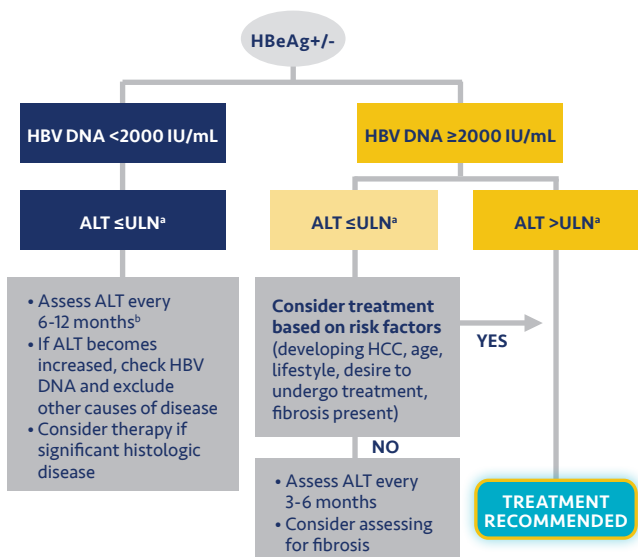 HBeAg+/-
HBV DNA <2000 IU/mL
HBV DNA ≥2000 IU/mL
ALT ≤ULNᵃ
ALT ≤ULNᵃ
ALT >ULNᵃ
• Assess ALT every
6-12 monthsᵇ
• If ALT becomes
increased, check HBV
DNA and exclude
other causes of disease
• Consider therapy if
significant histologic
disease
Consider treatment
based on risk factors
(developing HCC, age,
lifestyle, desire to
undergo treatment,
fibrosis present)
YES
NO
• Assess ALT every
3-6 months
• Consider assessing
for fibrosis
TREATMENT
RECOMMENDED